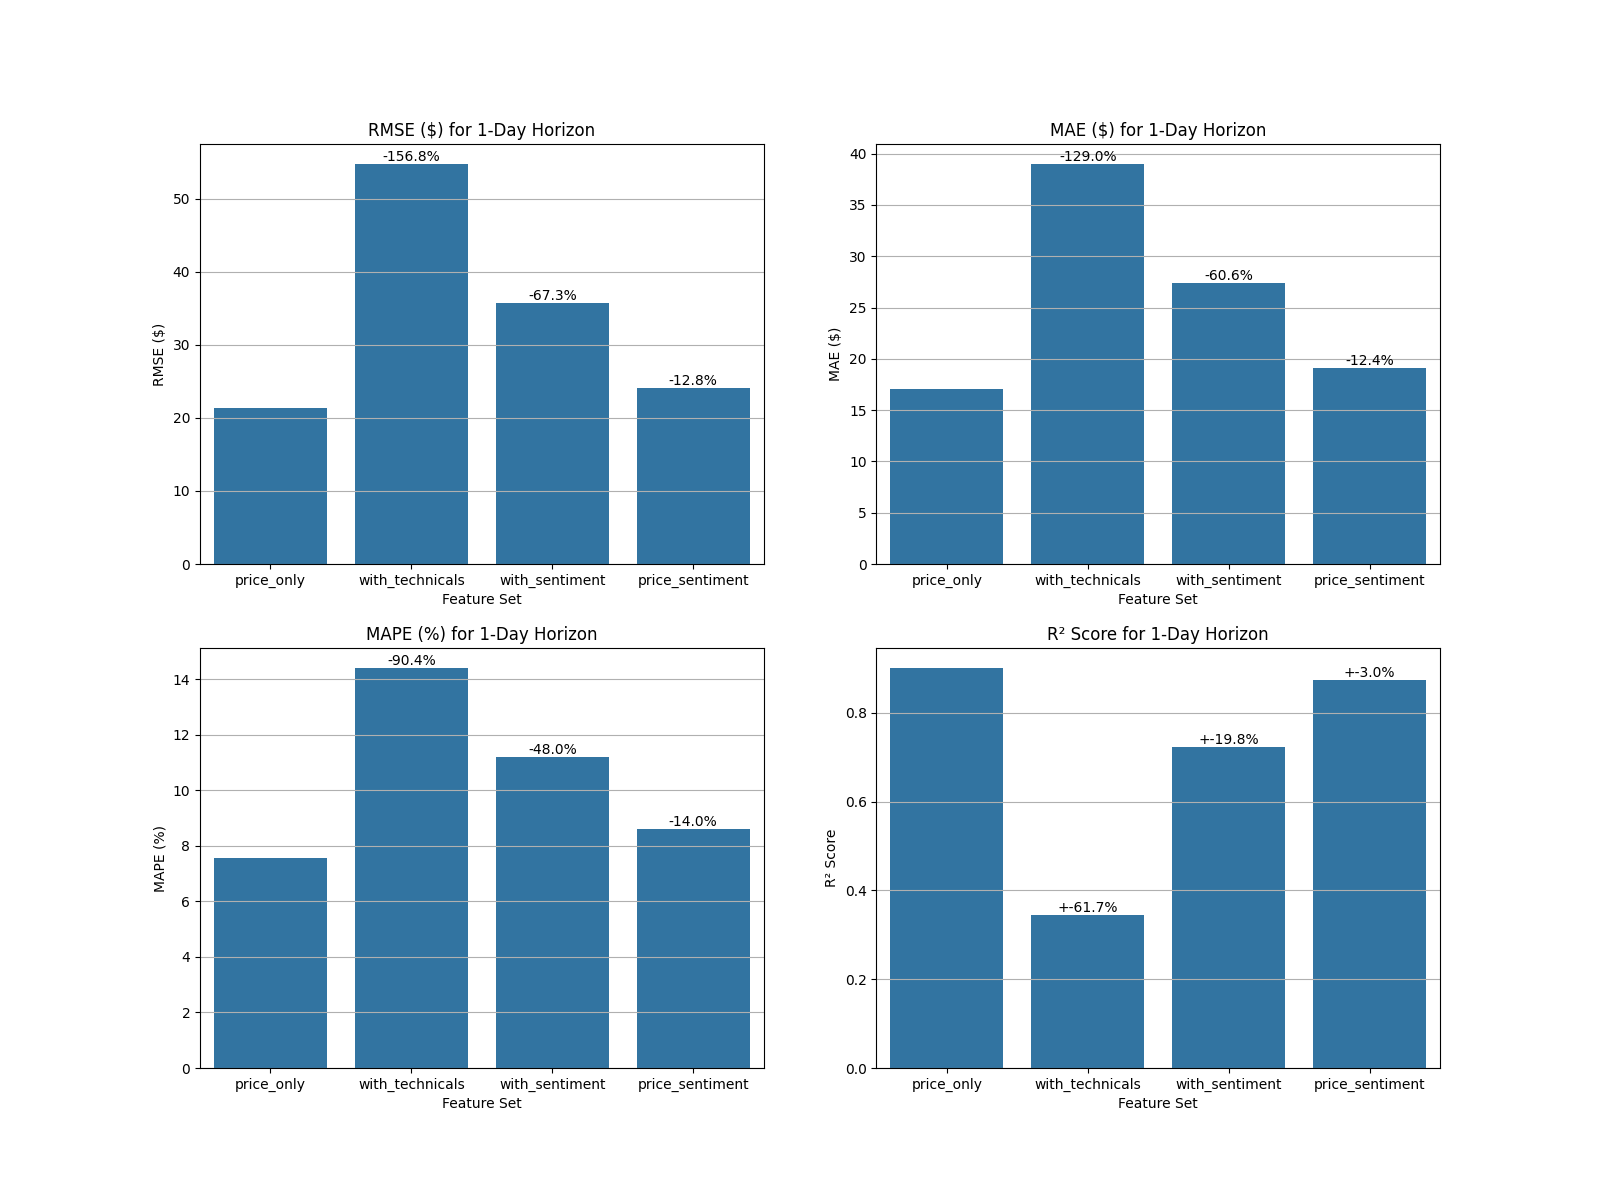 RMSE ($) for 1-Day Horizon
-156.8%
-67.3%
-12.8%
50
40
30
20
10
0
RMSE ($)
price_only with_technicals with_sentiment price_sentiment
Feature Set
MAE ($) for 1-Day Horizon
-129.0%
-60.6%
-12.4%
40
35
30
25
20
15
10
5
0
MAE ($)
price_only with_technicals with_sentiment price_sentiment
Feature Set
MAPE (%) for 1-Day Horizon
-90.4%
-48.0%
-14.0%
14
12
10
8
6
4
2
0
MAPE (%)
price_only with_technicals with_sentiment price_sentiment
Feature Set
R² Score for 1-Day Horizon
+-3.0%
+-19.8%
+-61.7%
0.8
0.6
0.4
0.2
0.0
R² Score
price_only with_technicals with_sentiment price_sentiment
Feature Set